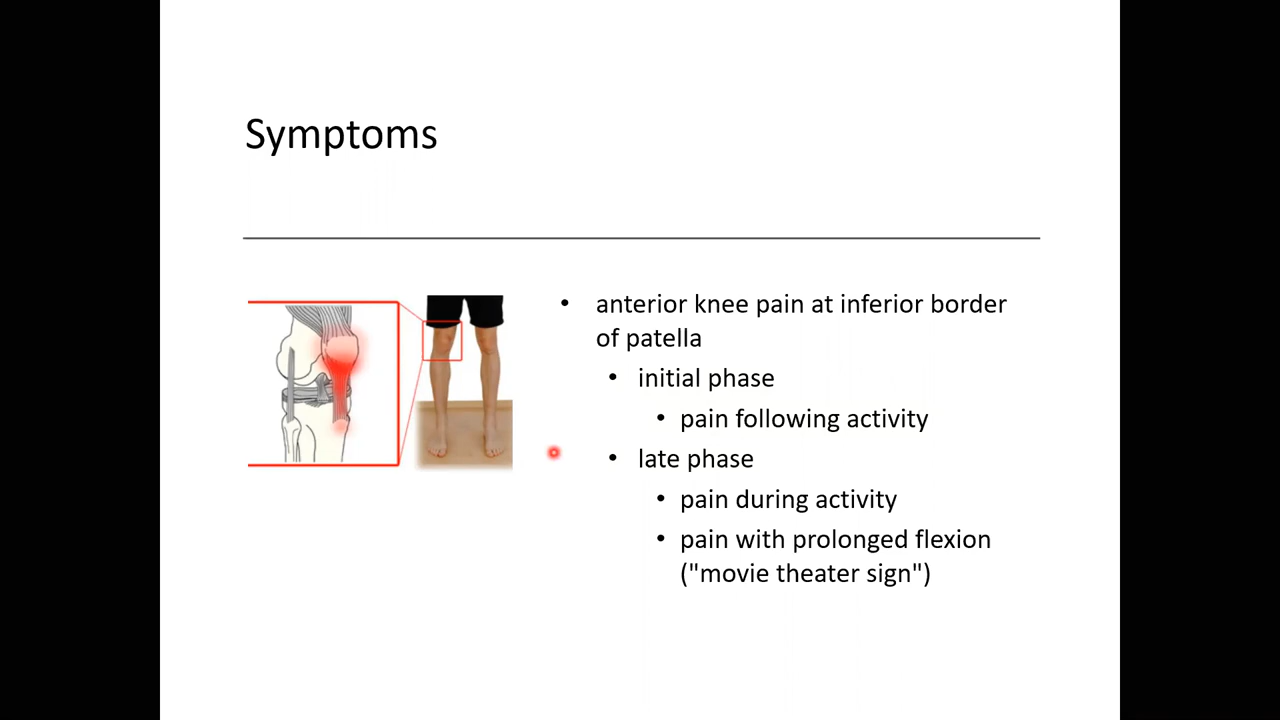 Symptoms
• anterior knee pain at inferior border
of patella
• initial phase
• pain following activity
• late phase
• pain during activity
• pain with prolonged flexion
("movie theater sign")